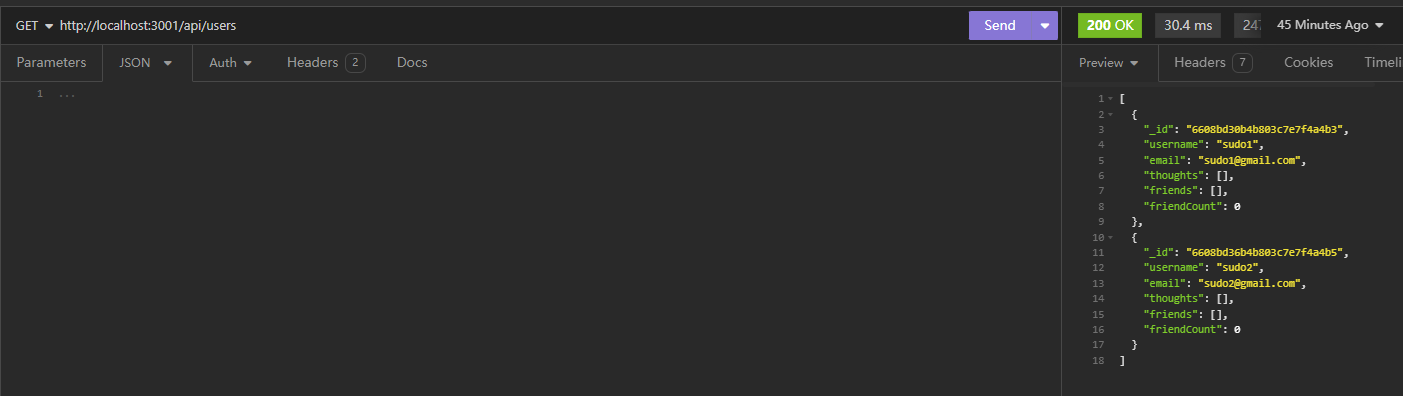 GET http://localhost:3001/api/users Send 200 OK 30.4 ms 45 Minutes Ago
Parameters JSON Auth Headers 2 Docs Preview Headers 7 Cookies Timeli
1 ...
1 [
2 {
3 "_id": "6608bd30b4b803c7e7f4a4b3",
4 "username": "sudo1",
5 "email": "sudo1@gmail.com",
6 "thoughts": [],
7 "friends": [],
8 "friendCount": 0
9 },
10 {
11 "_id": "6608bd36b4b803c7e7f4a4b5",
12 "username": "sudo2",
13 "email": "sudo2@gmail.com",
14 "thoughts": [],
15 "friends": [],
16 "friendCount": 0
17 }
18 ]